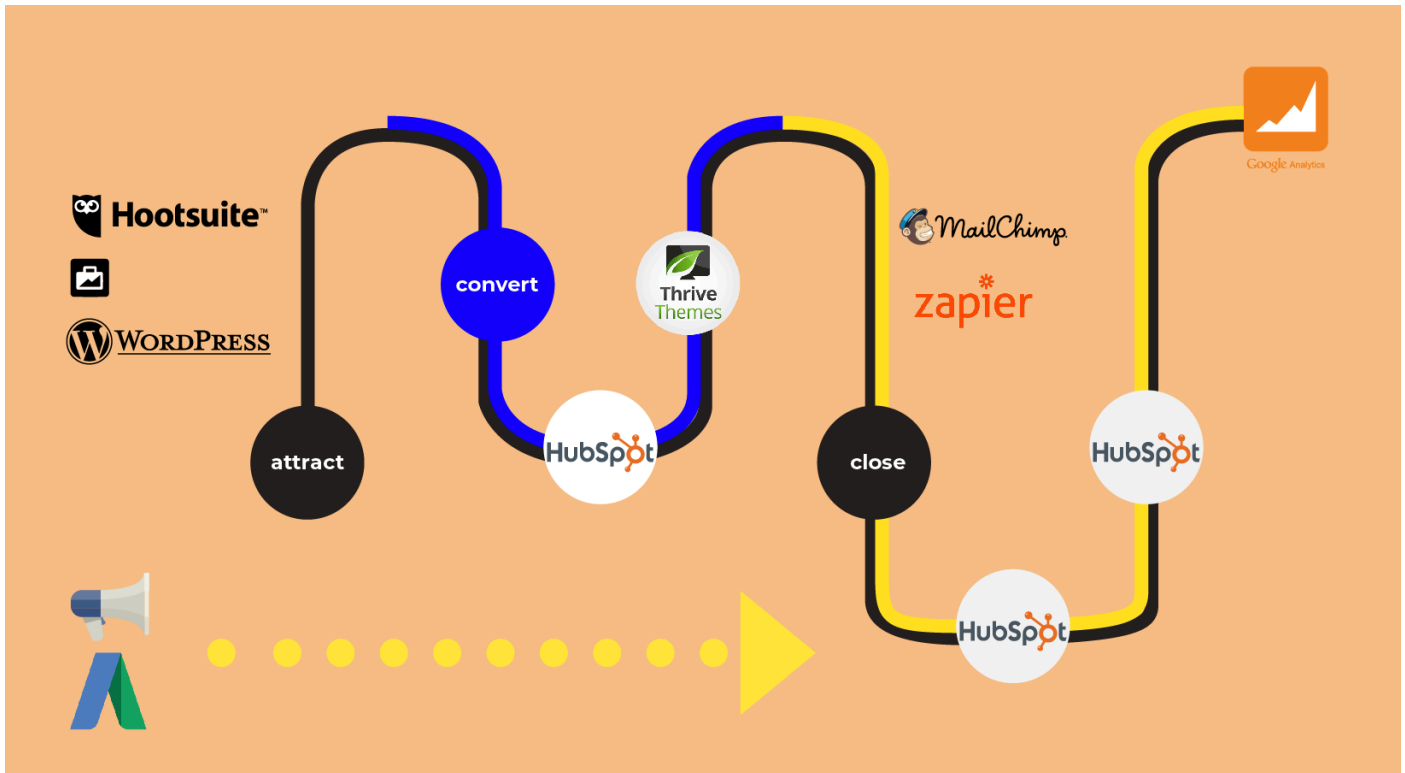 Hootsuite™
WORDPRESS
attract
convert
HubSpot
Thrive
Themes
MailChimp
zapier
close
HubSpot
HubSpot
Google Analytics